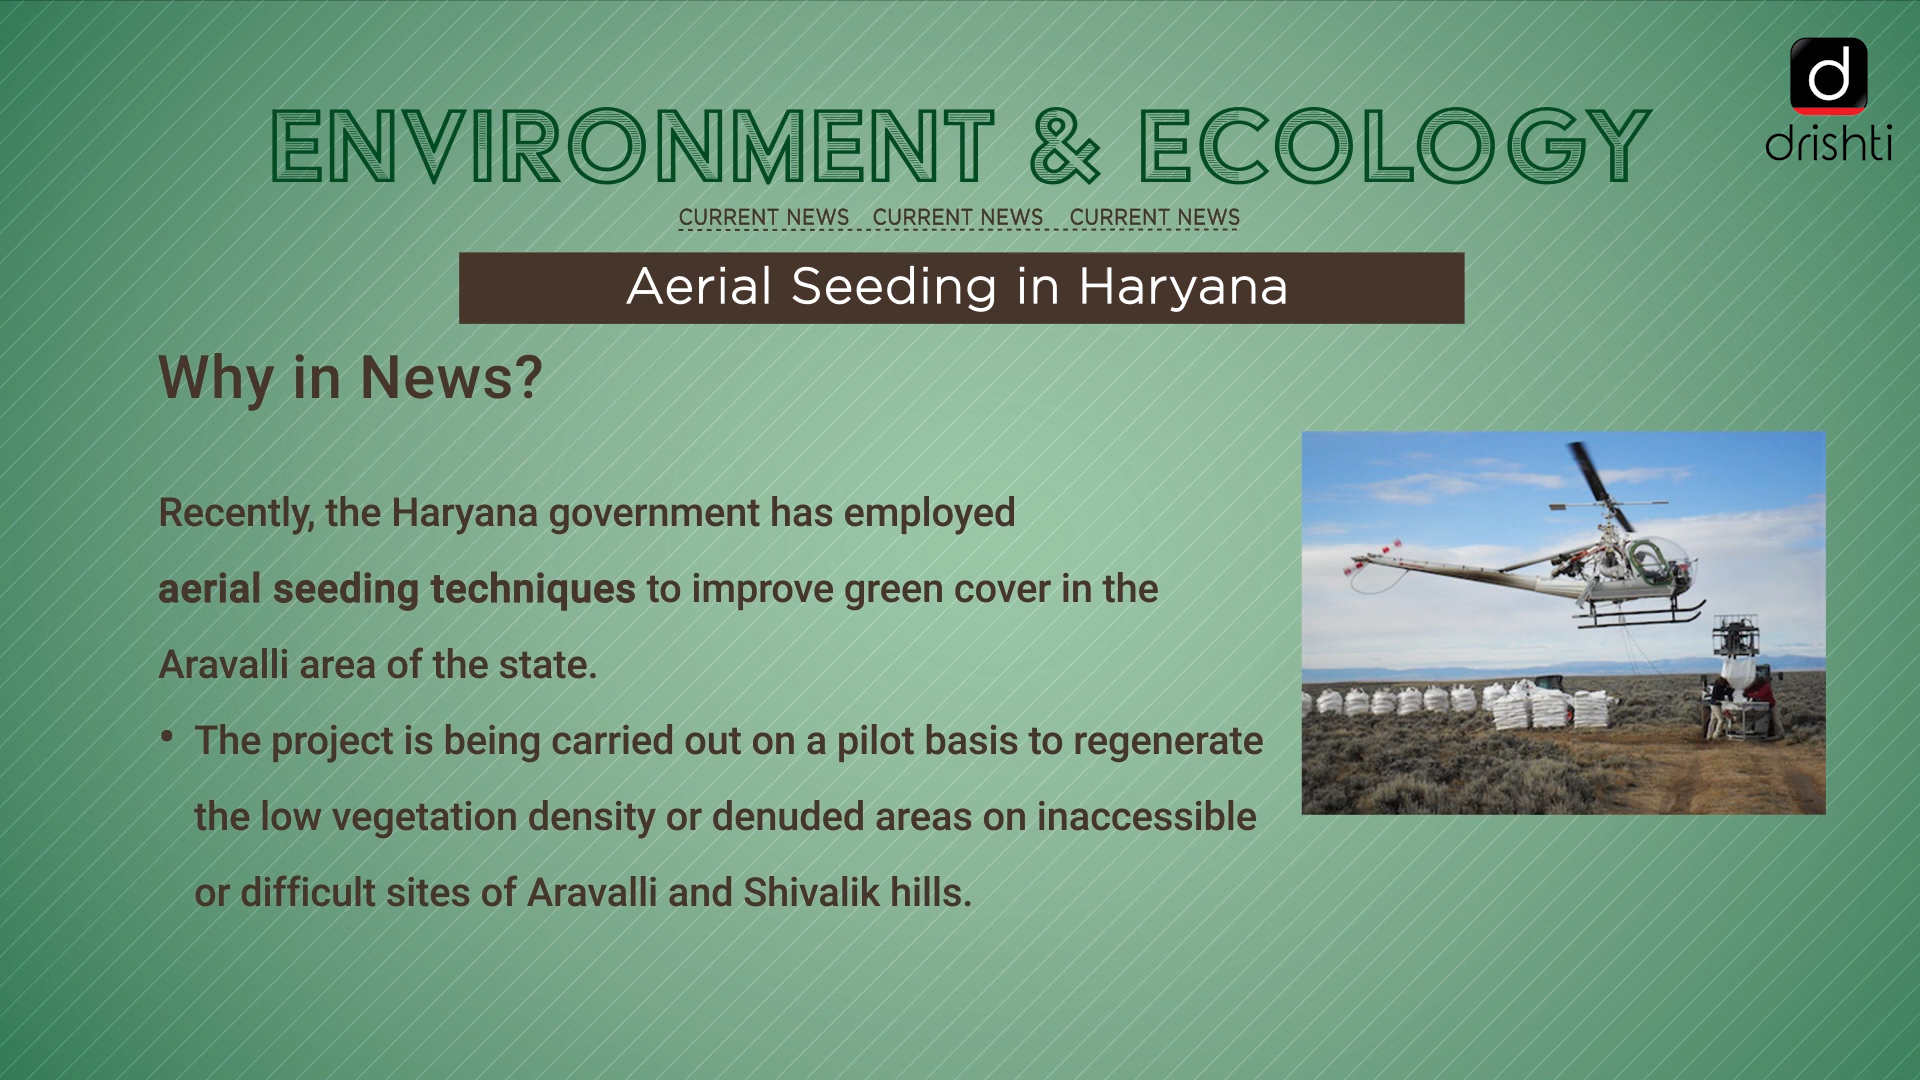 d
drishti
ENVIRONMENT & ECOLOGY
CURRENT NEWS CURRENT NEWS CURRENT NEWS
Aerial Seeding in Haryana
Why in News?
Recently, the Haryana government has employed
aerial seeding techniques to improve green cover in the
Aravalli area of the state.
• The project is being carried out on a pilot basis to regenerate
the low vegetation density or denuded areas on inaccessible
or difficult sites of Aravalli and Shivalik hills.